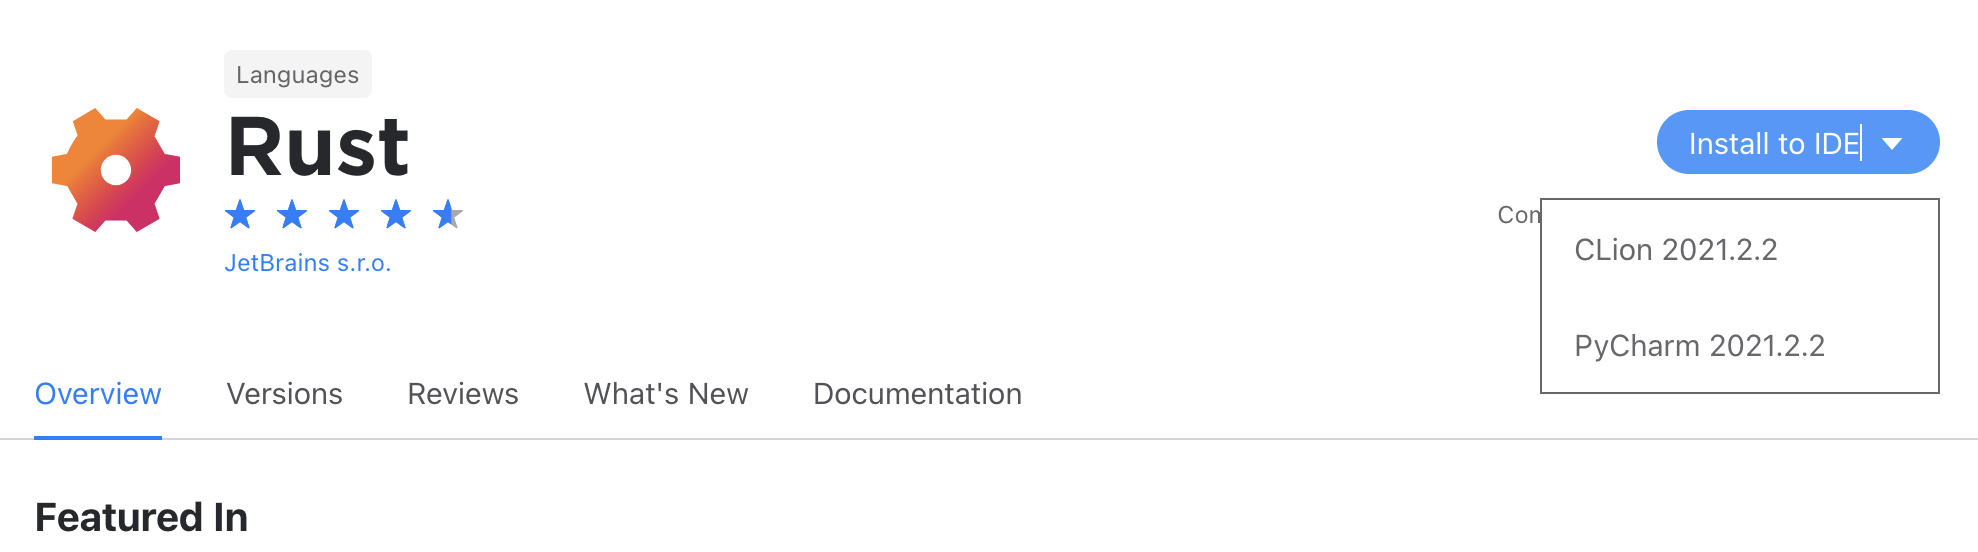 Languages
Rust
JetBrains s.r.o.
Install to IDE
CLion 2021.2.2
PyCharm 2021.2.2
Overview Versions Reviews What's New Documentation
Featured In